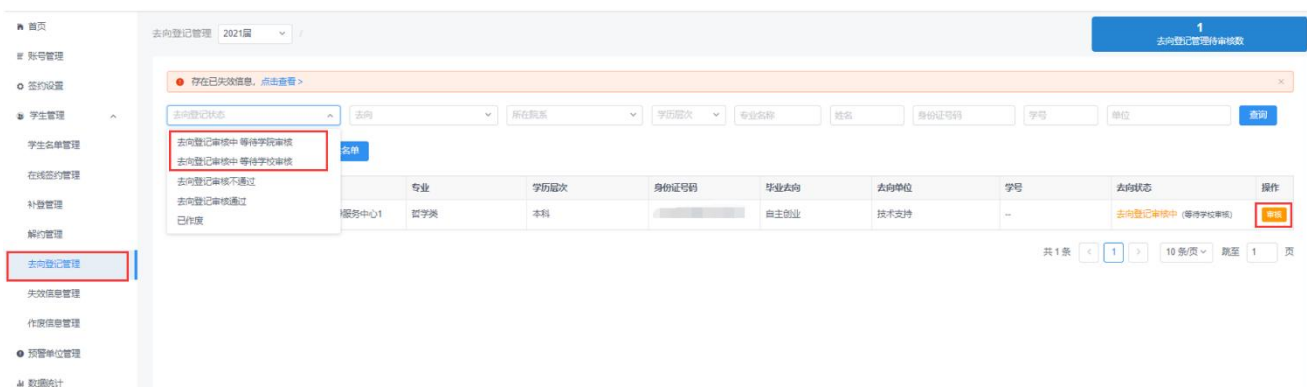 首页
账号管理
签约设置
学生管理
学生名单管理
在线签约管理
补登管理
解约管理
去向登记管理
失效信息管理
作废信息管理
预警单位管理
数据统计
去向登记管理 2021届 /
1
去向登记管理待审核数
存在已失效信息，点击查看 >
去向登记状态 去向 所在院系 学历层次 专业名称 姓名 身份证号码 学号 单位 查询
去向登记审核中 等待学院审核
去向登记审核中 等待学校审核
去向登记审核不通过
去向登记审核通过
已作废
名单
专业 学历层次 身份证号码 毕业去向 去向单位 学号 去向状态 操作
服务中心1 哲学类 本科 自主创业 技术支持 -- 去向登记审核中 (等待学校审核) 审核
共 1 条 < 1 > 10 条/页 跳至 1 页